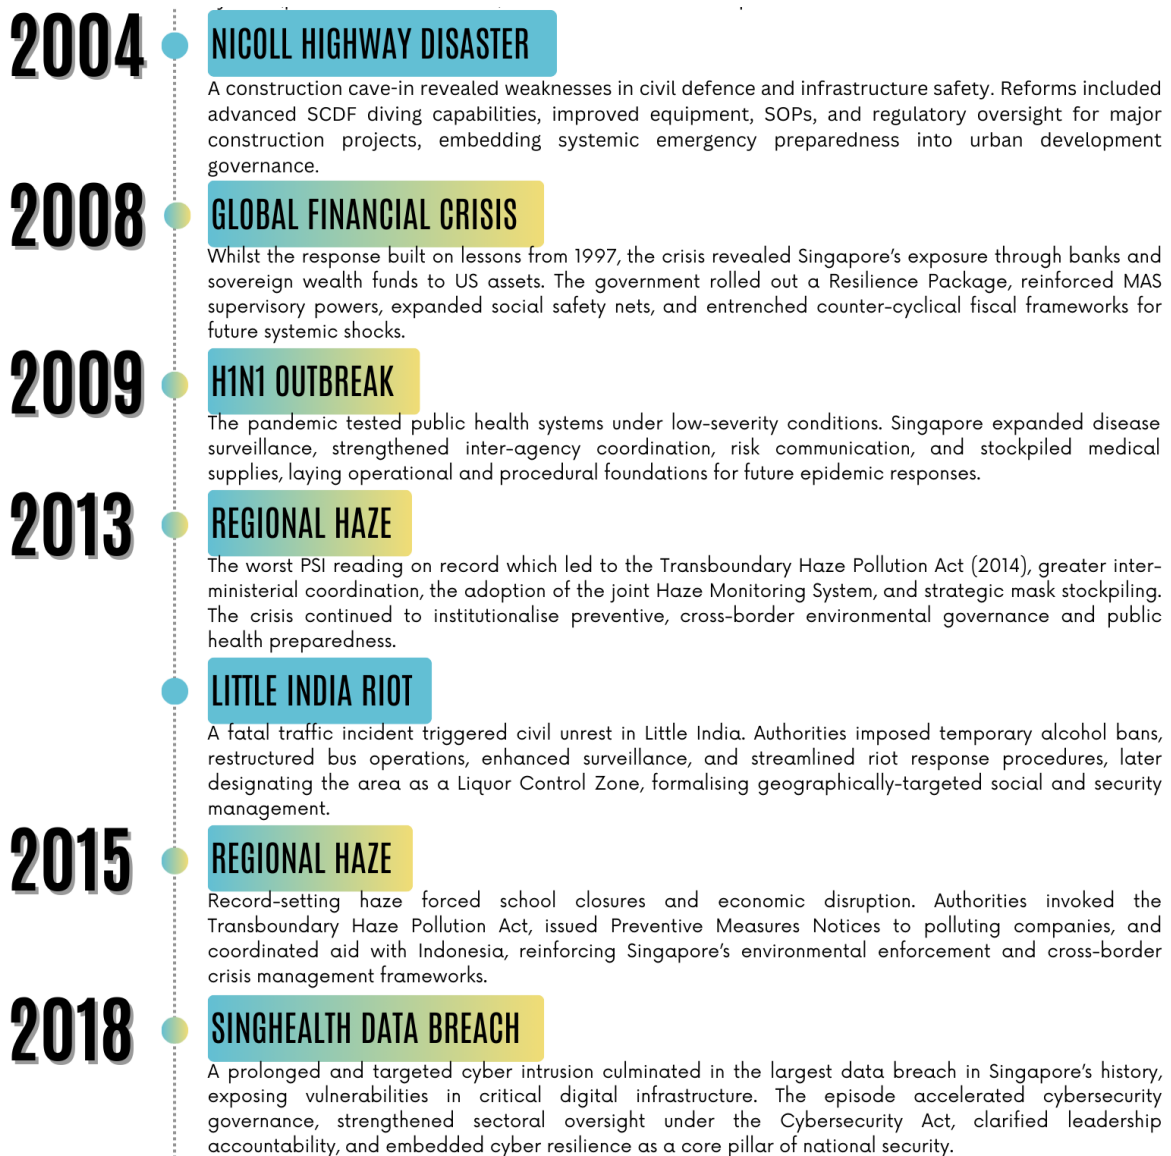 2004
NICOLL HIGHWAY DISASTER
A construction cave-in revealed weaknesses in civil defence and infrastructure safety. Reforms included
advanced SCDF diving capabilities, improved equipment, SOPs, and regulatory oversight for major
construction projects, embedding systemic emergency preparedness into urban development
governance.
2008
GLOBAL FINANCIAL CRISIS
Whilst the response built on lessons from 1997, the crisis revealed Singapore's exposure through banks and
sovereign wealth funds to US assets. The government rolled out a Resilience Package, reinforced MAS
supervisory powers, expanded social safety nets, and entrenched counter-cyclical fiscal frameworks for
future systemic shocks.
2009
H1N1 OUTBREAK
The pandemic tested public health systems under low-severity conditions. Singapore expanded disease
surveillance, strengthened inter-agency coordination, risk communication, and stockpiled medical
supplies, laying operational and procedural foundations for future epidemic responses.
2013
REGIONAL HAZE
The worst PSI reading on record which led to the Transboundary Haze Pollution Act (2014), greater inter-
ministerial coordination, the adoption of the joint Haze Monitoring System, and strategic mask stockpiling.
The crisis continued to institutionalise preventive, cross-border environmental governance and public
health preparedness.
LITTLE INDIA RIOT
A fatal traffic incident triggered civil unrest in Little India. Authorities imposed temporary alcohol bans,
restructured bus operations, enhanced surveillance, and streamlined riot response procedures, later
designating the area as a Liquor Control Zone, formalising geographically-targeted social and security
management.
2015
REGIONAL HAZE
Record-setting haze forced school closures and economic disruption. Authorities invoked the
Transboundary Haze Pollution Act, issued Preventive Measures Notices to polluting companies, and
coordinated aid with Indonesia, reinforcing Singapore's environmental enforcement and cross-border
crisis management frameworks.
2018
SINGHEALTH DATA BREACH
A prolonged and targeted cyber intrusion culminated in the largest data breach in Singapore's history,
exposing vulnerabilities in critical digital infrastructure. The episode accelerated cybersecurity
governance, strengthened sectoral oversight under the Cybersecurity Act, clarified leadership
accountability, and embedded cyber resilience as a core pillar of national security.